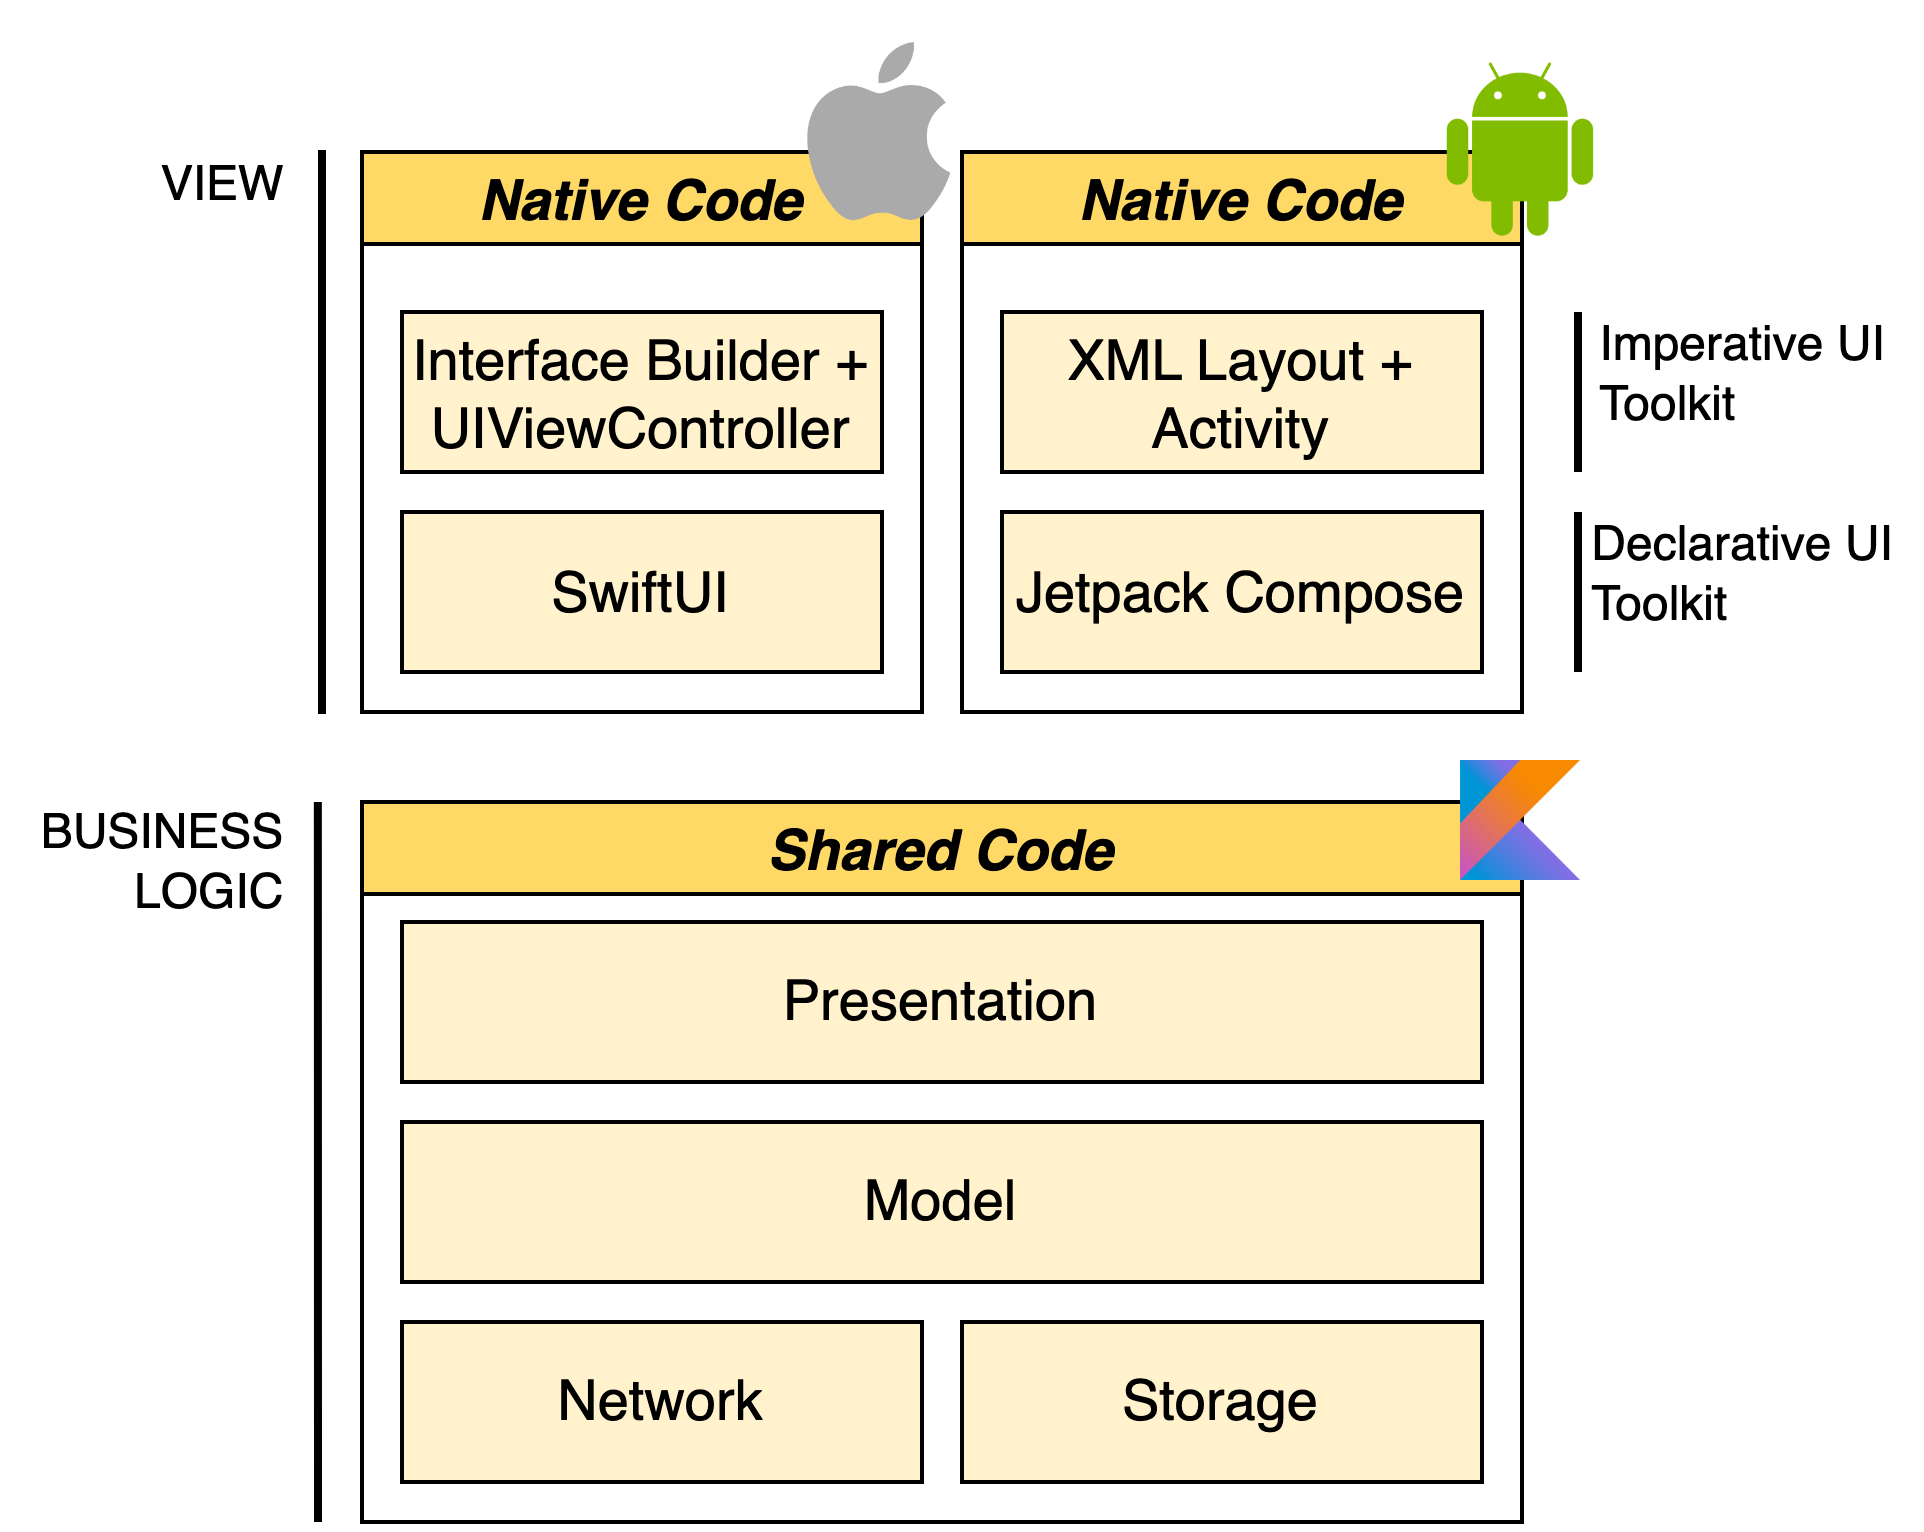 VIEW
Native Code
Native Code
Interface Builder +
UIViewController
XML Layout +
Activity
Imperative UI
Toolkit
SwiftUI
Jetpack Compose
Declarative UI
Toolkit
BUSINESS
LOGIC
Shared Code
Presentation
Model
Network
Storage